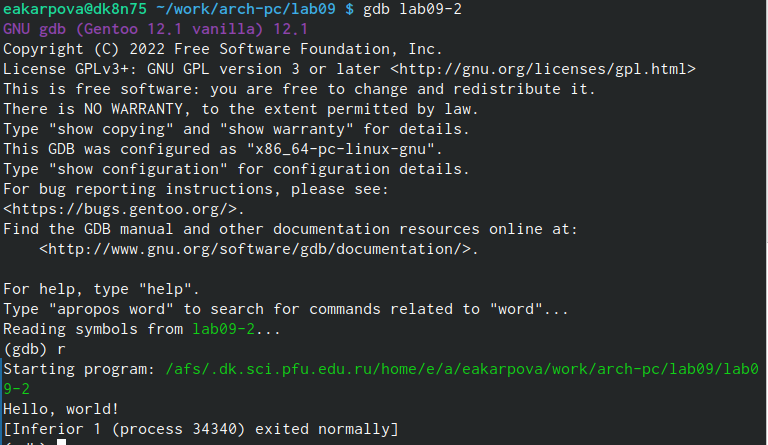 eakarpova@dk8n75 ~/work/arch-pc/lab09 $ gdb lab09-2
GNU gdb (Gentoo 12.1 vanilla) 12.1
Copyright (C) 2022 Free Software Foundation, Inc.
License GPLv3+: GNU GPL version 3 or later <http://gnu.org/licenses/gpl.html>
This is free software: you are free to change and redistribute it.
There is NO WARRANTY, to the extent permitted by law.
Type "show copying" and "show warranty" for details.
This GDB was configured as "x86_64-pc-linux-gnu".
Type "show configuration" for configuration details.
For bug reporting instructions, please see:
<https://bugs.gentoo.org/>.
Find the GDB manual and other documentation resources online at:
    <http://www.gnu.org/software/gdb/documentation/>.

For help, type "help".
Type "apropos word" to search for commands related to "word"...
Reading symbols from lab09-2...
(gdb) r
Starting program: /afs/.dk.sci.pfu.edu.ru/home/e/a/eakarpova/work/arch-pc/lab09/lab0
9-2
Hello, world!
[Inferior 1 (process 34340) exited normally]
(gdb)